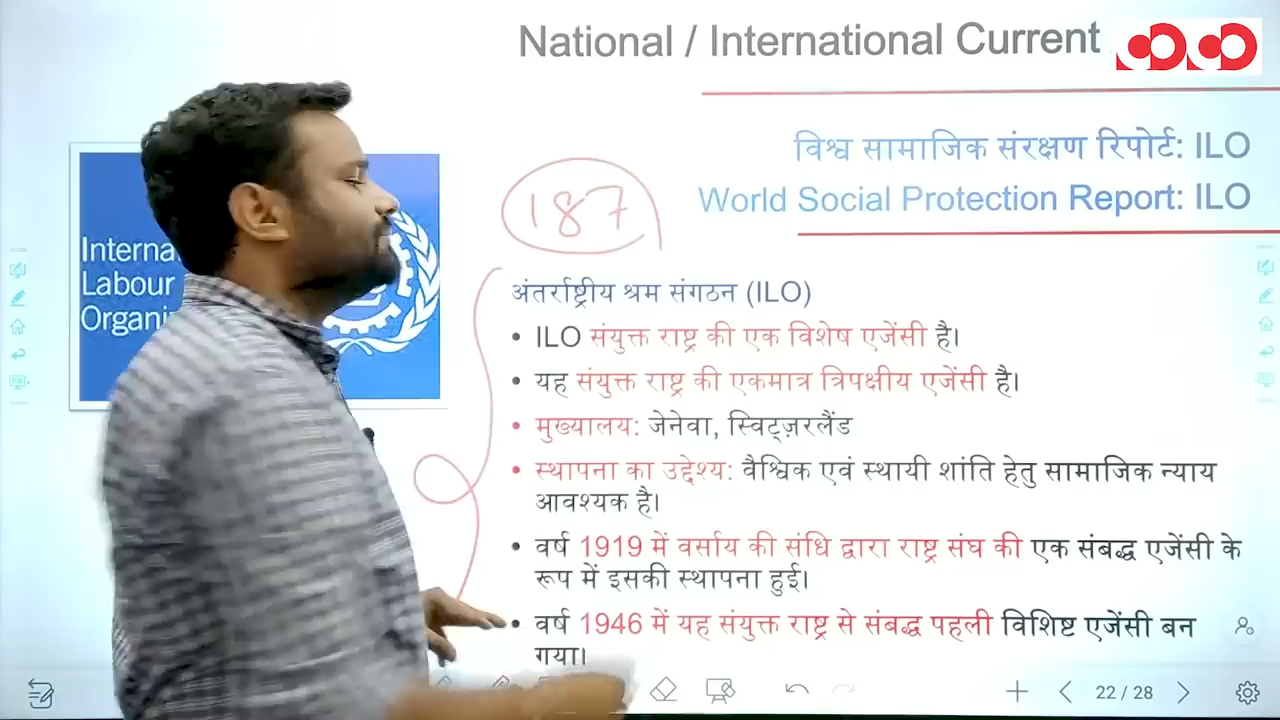 National / International Current
विश्व सामाजिक संरक्षण रिपोर्ट: ILO
World Social Protection Report: ILO
187
Labour
अंतर्राष्ट्रीय श्रम संगठन (ILO)
• ILO संयुक्त राष्ट्र की एक विशेष एजेंसी है।
• यह संयुक्त राष्ट्र की एकमात्र त्रिपक्षीय एजेंसी है।
• मुख्यालय: जेनेवा, स्विट्ज़रलैंड
• स्थापना का उद्देश्य: वैश्विक एवं स्थायी शांति हेतु सामाजिक न्याय
आवश्यक है।
• वर्ष 1919 में वर्साय की संधि द्वारा राष्ट्र संघ की एक संबद्ध एजेंसी के
रूप में इसकी स्थापना हुई।
• वर्ष 1946 में यह संयुक्त राष्ट्र से संबद्ध पहली विशिष्ट एजेंसी बन
गया।
22 / 28